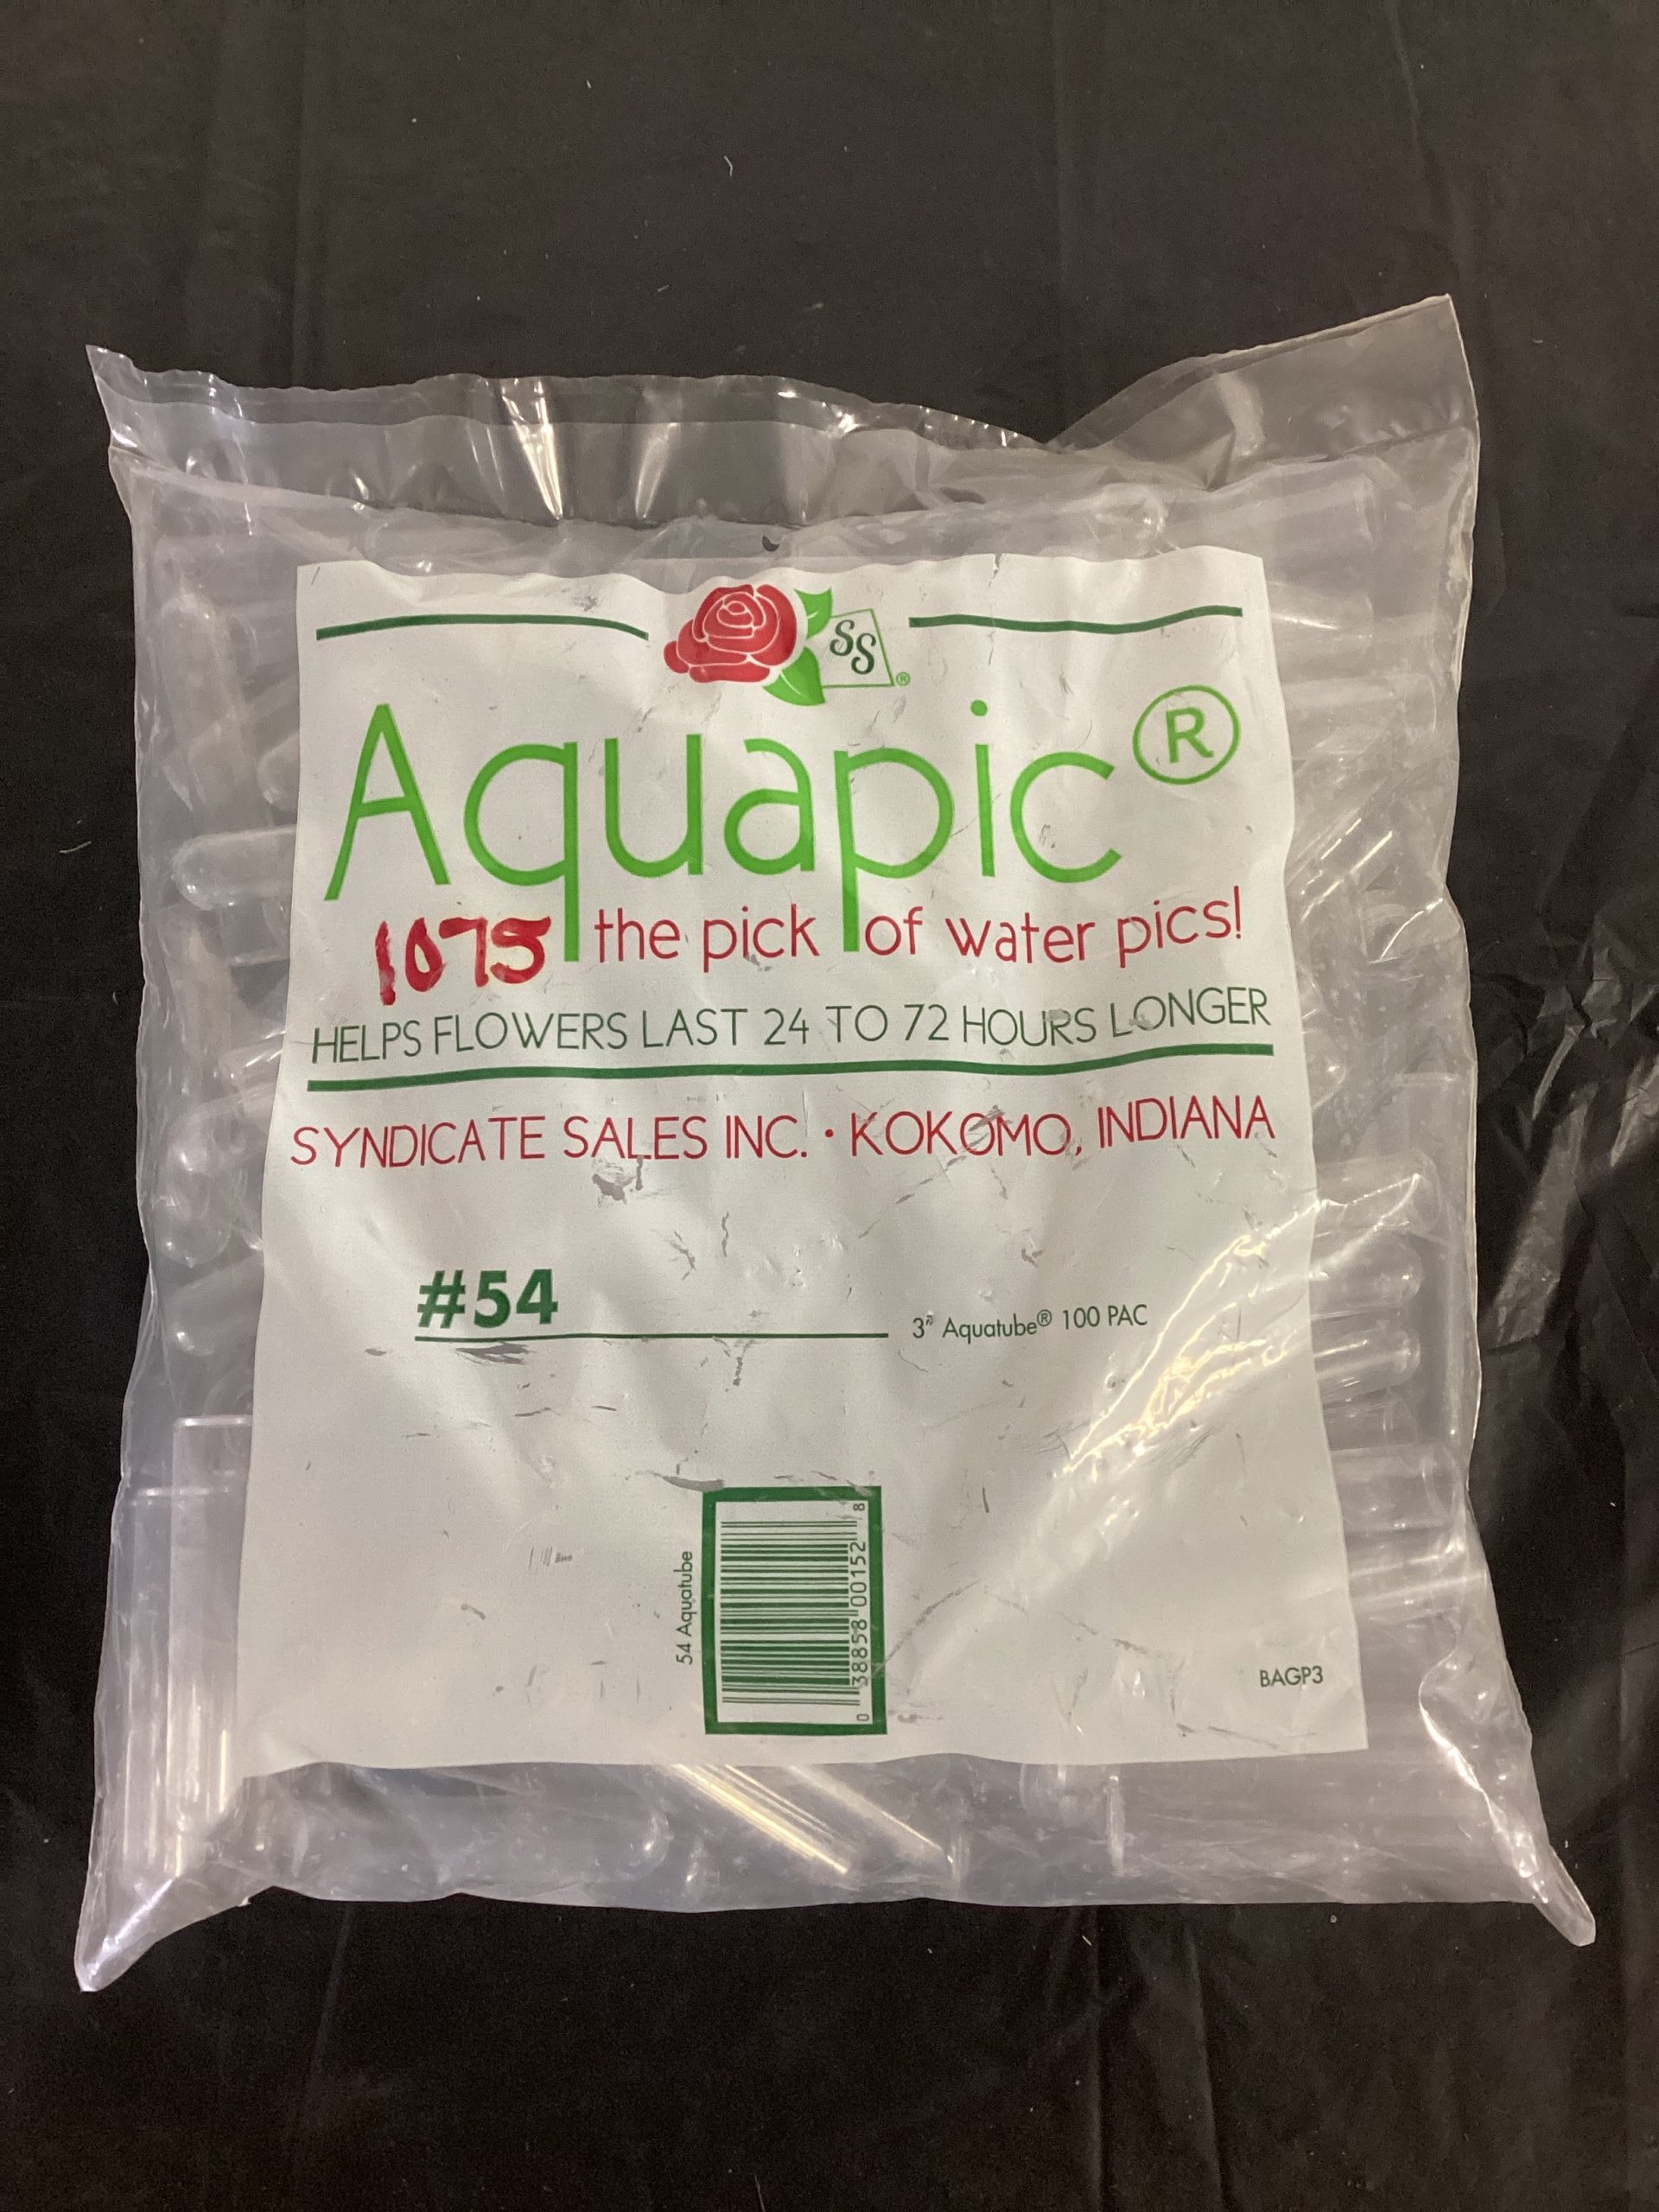 SS®
Aquapic®
1075 the pick of water pics!
HELPS FLOWERS LAST 24 TO 72 HOURS LONGER
SYNDICATE SALES INC. • KOKOMO, INDIANA
#54 3" Aquatube® 100 PAC
54 Aquatube
0 38858 00152 8
BAGP3